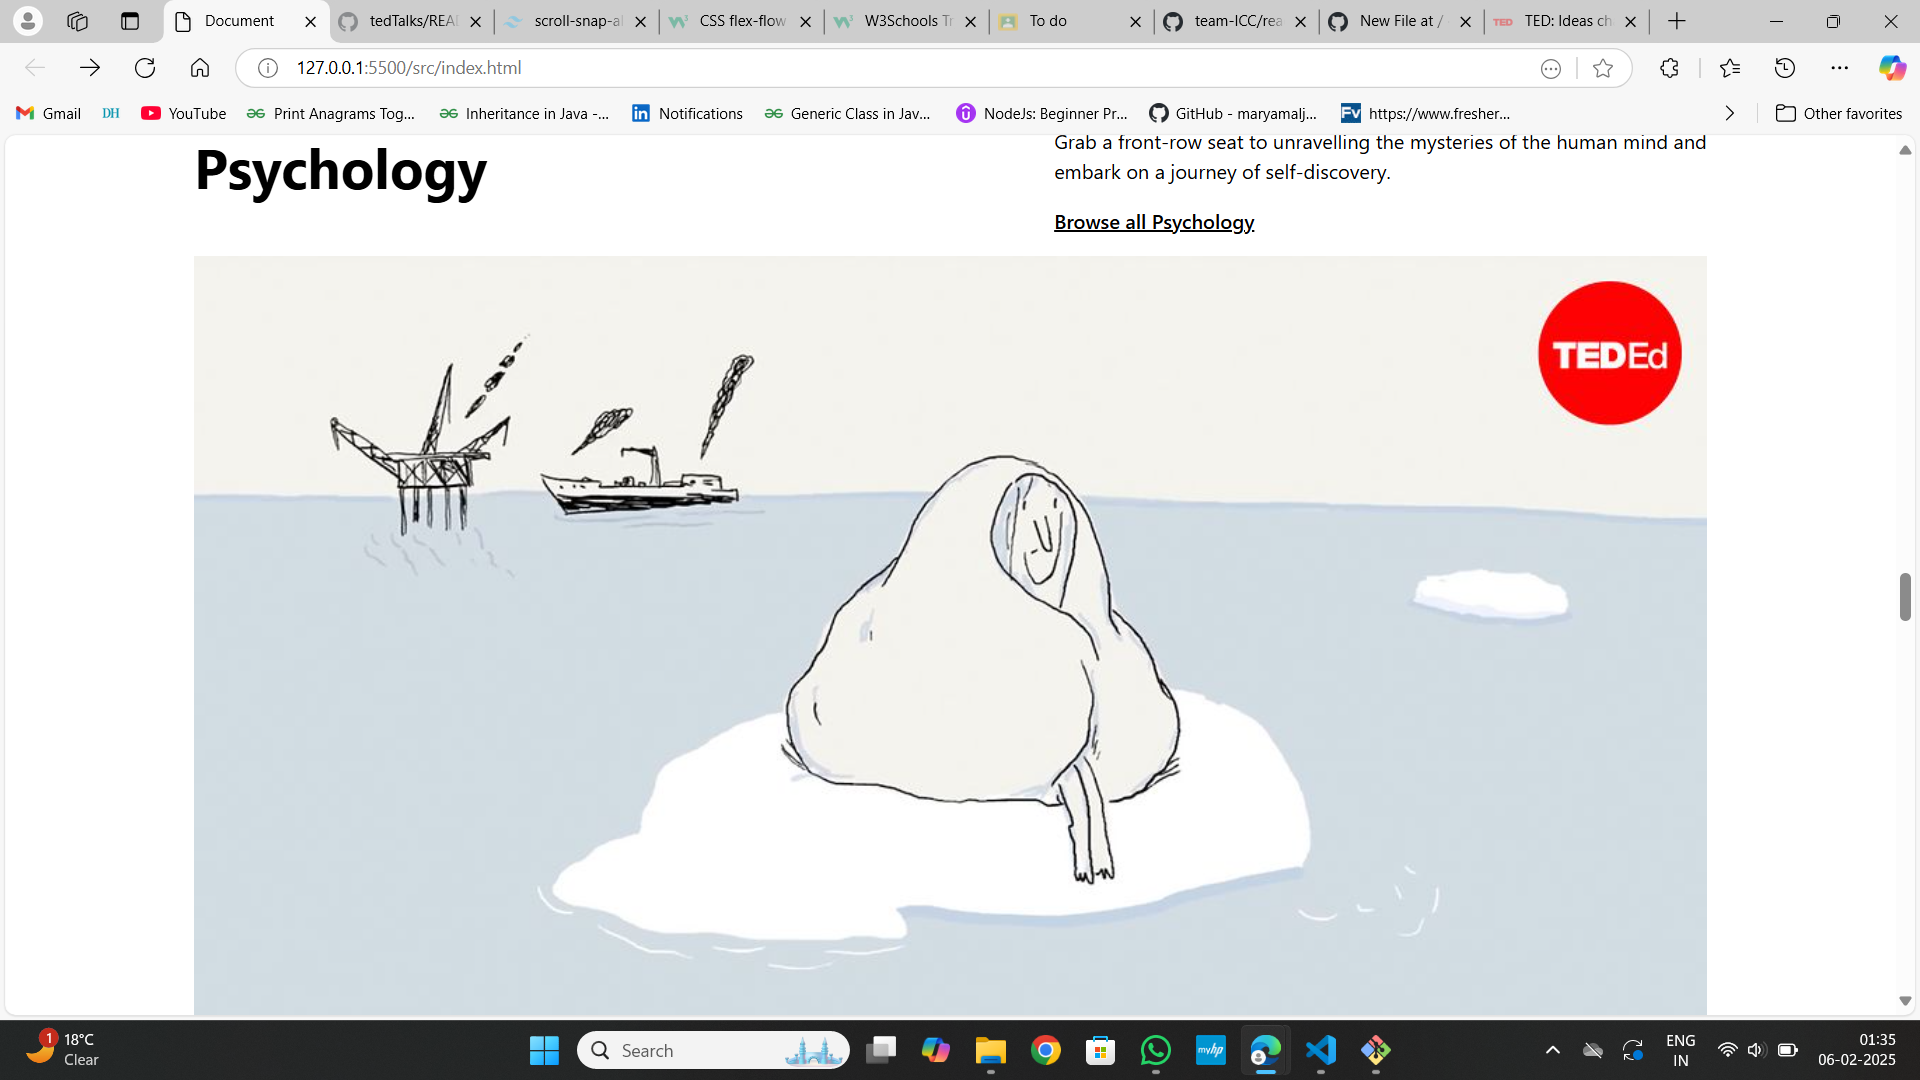 Document
tedTalks/REA
scroll-snap-al
CSS flex-flow
W3Schools Tr
To do
team-ICC/rea
New File at /
TED TED: Ideas ch
127.0.0.1:5500/src/index.html
Gmail
DH
YouTube
Print Anagrams Tog...
Inheritance in Java -...
Notifications
Generic Class in Jav...
NodeJs: Beginner Pr...
GitHub - maryamalj...
Fv https://www.fresher...
Other favorites
Psychology
Grab a front-row seat to unravelling the mysteries of the human mind and
embark on a journey of self-discovery.
Browse all Psychology
TEDEd
1
18°C
Clear
Search
myhp
ENG
IN
01:35
06-02-2025